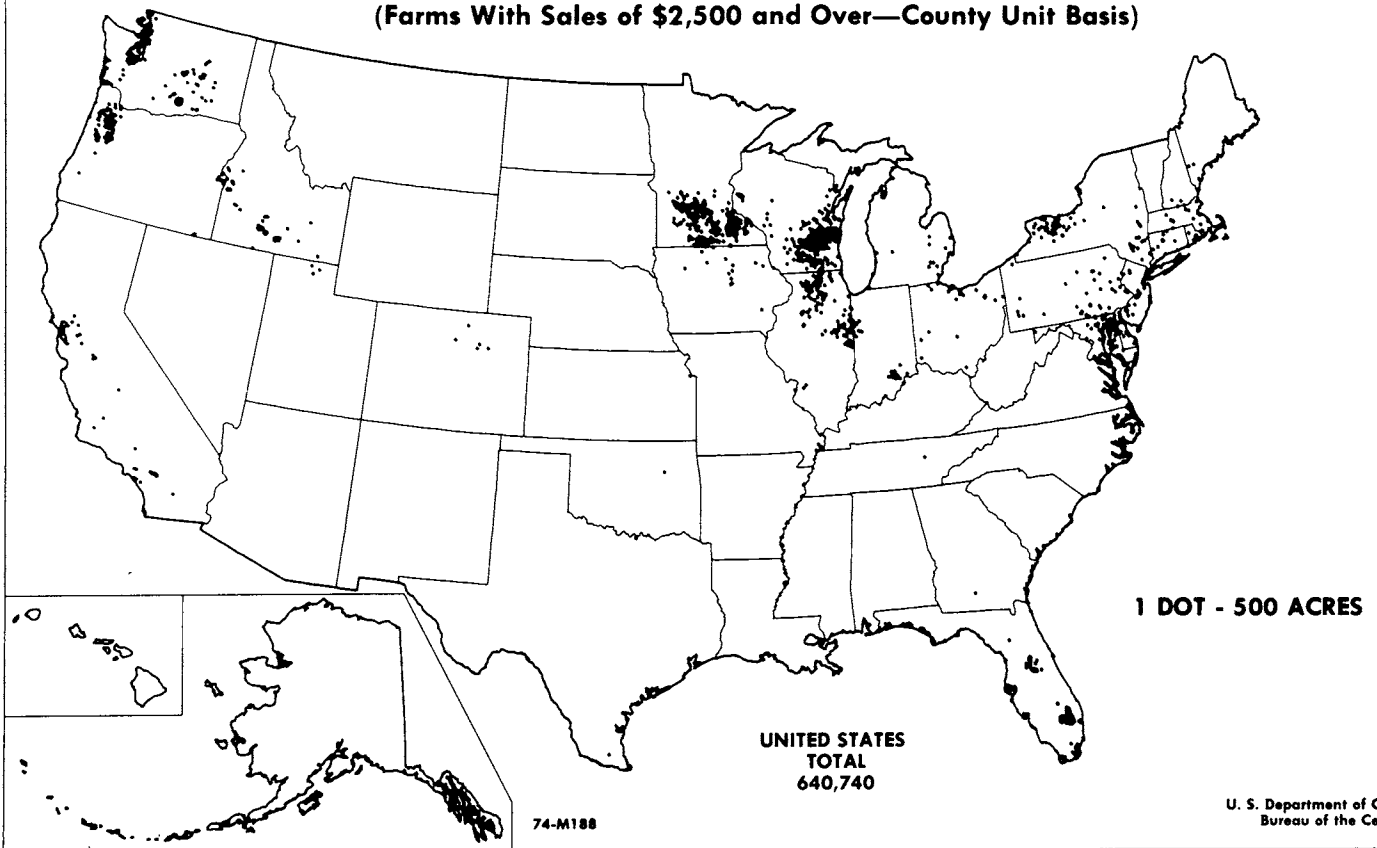 (Farms With Sales of $2,500 and Over—County Unit Basis)
1 DOT - 500 ACRES
UNITED STATES
TOTAL
640,740
74-M188
U. S. Department of
Bureau of the